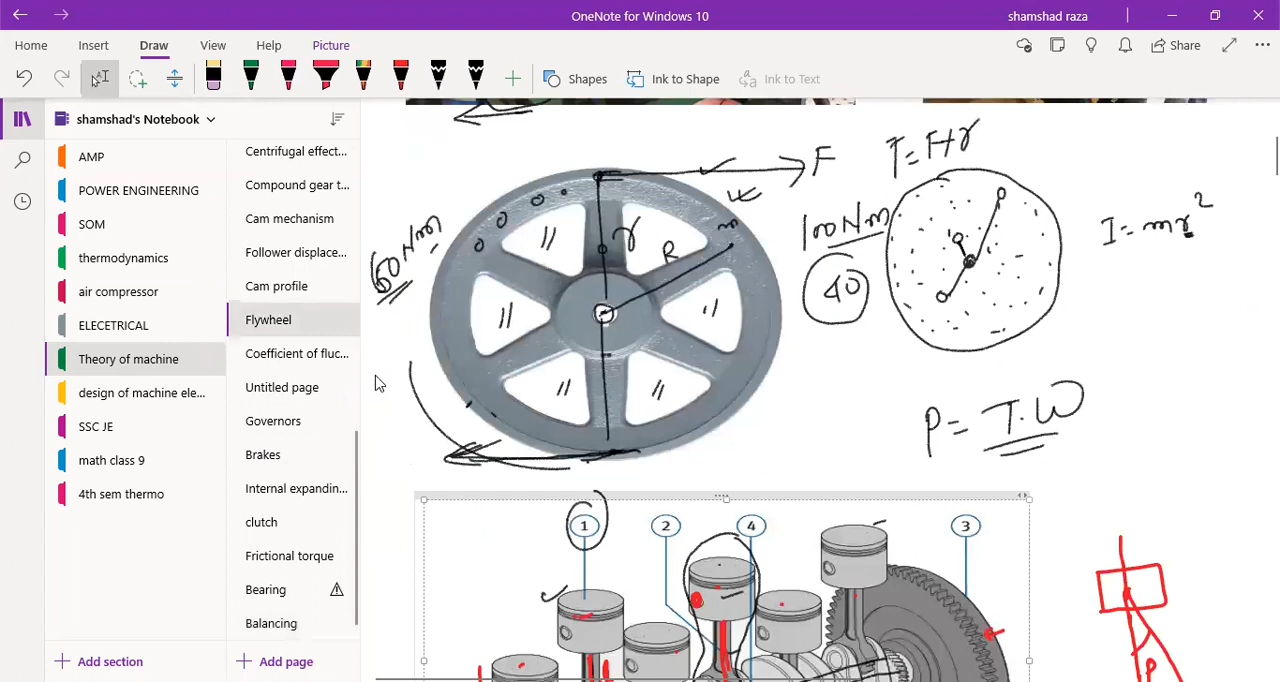 OneNote for Windows 10
shamshad raza
Home
Insert
Draw
View
Help
Picture
Share
Shapes
Ink to Shape
Ink to Text
shamshad's Notebook
AMP
POWER ENGINEERING
SOM
thermodynamics
air compressor
ELECETRICAL
Theory of machine
design of machine ele...
SSC JE
math class 9
4th sem thermo
Add section
Centrifugal effect...
Compound gear t...
Cam mechanism
Follower displace...
Cam profile
Flywheel
Coefficient of fluc...
Untitled page
Governors
Brakes
Internal expandin...
clutch
Frictional torque
Bearing
Balancing
Add page
F
100 Nm
40
I = mr²
r
R
m
P = T.ω
1
2
4
3